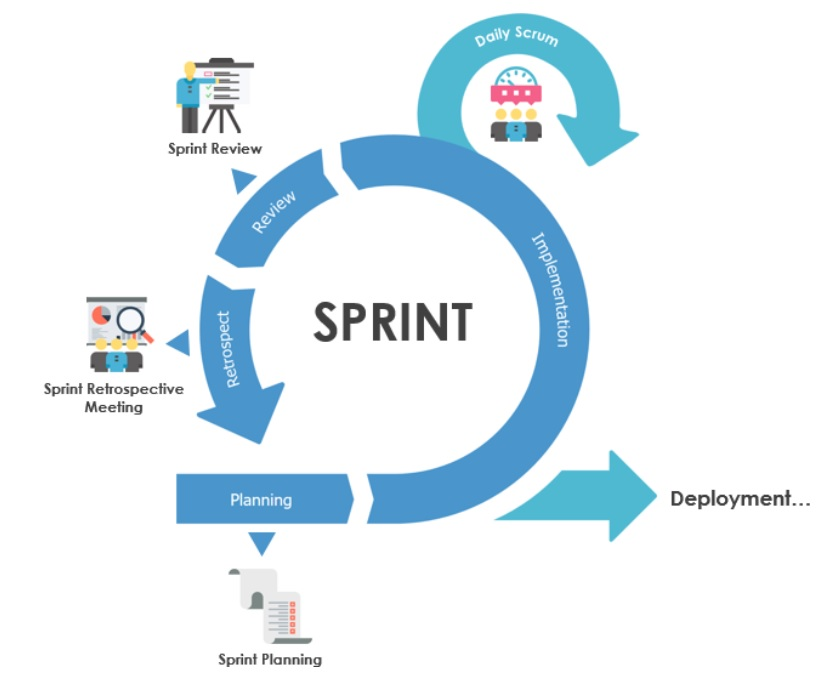 Daily Scrum
Sprint Review
Review
Implementation
SPRINT
Retrospect
Sprint Retrospective
Meeting
Planning
Deployment...
Sprint Planning